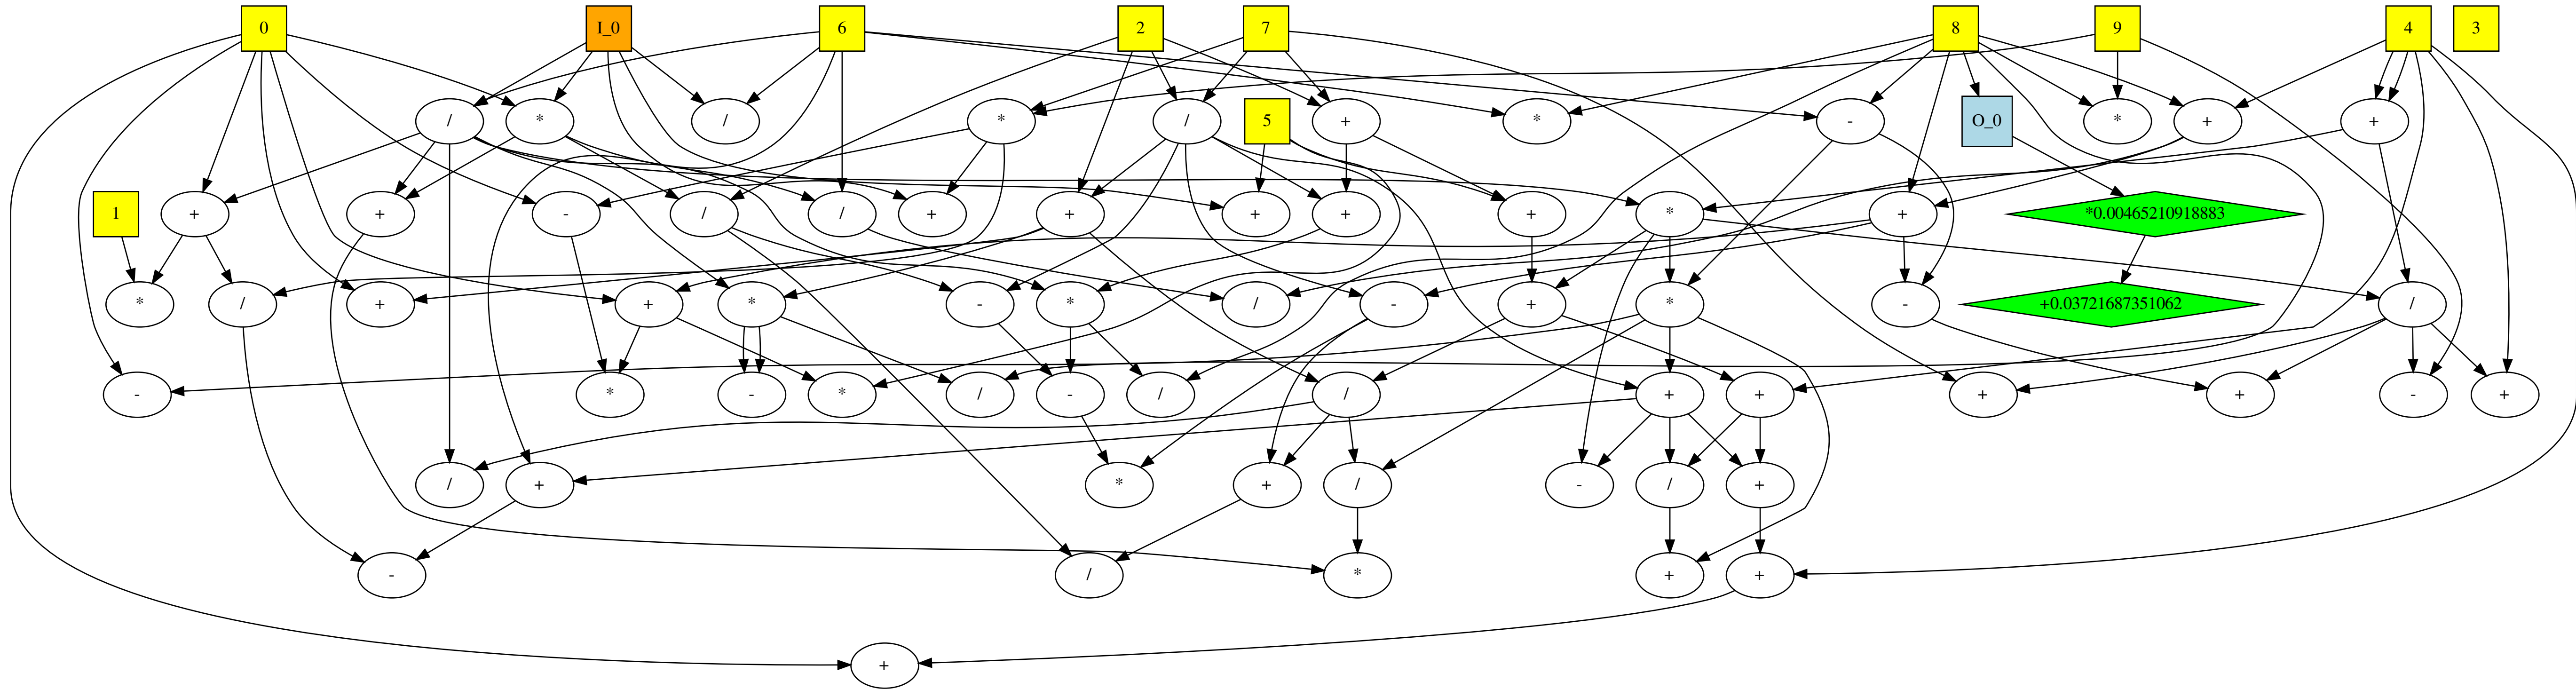 0 I_0 6 2 7 8 9 4 3
/ * / * / 5 + * - O_0 * + +
1 + + - / / + + + + + * + *0.00465210918883
* / + + * - * / - + * - +0.03721687351062 /
- * - * / - / / + + + + - +
/ + * + / - / +
- / * + +
+